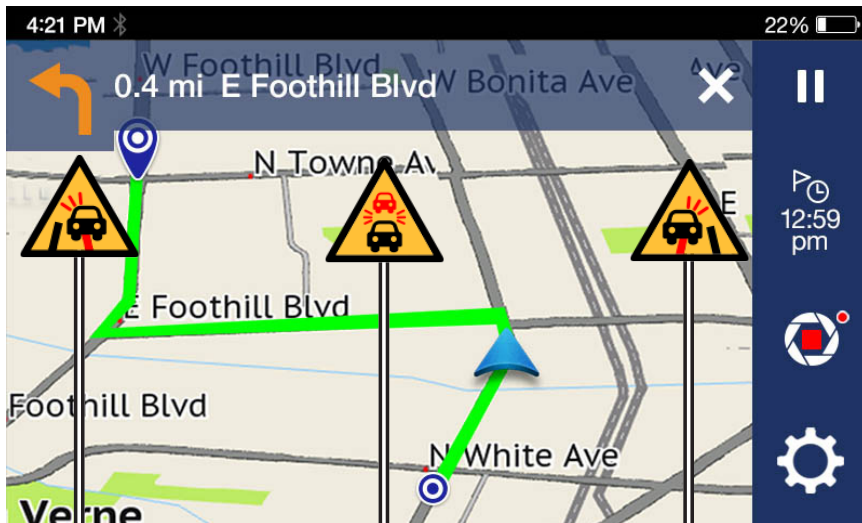 4:21 PM
22%
0.4 mi E Foothill Blvd
W Foothill Blvd
W Bonita Ave
Ave
N Towne Av
E
12:59
pm
E Foothill Blvd
Foothill Blvd
N White Ave
Verne